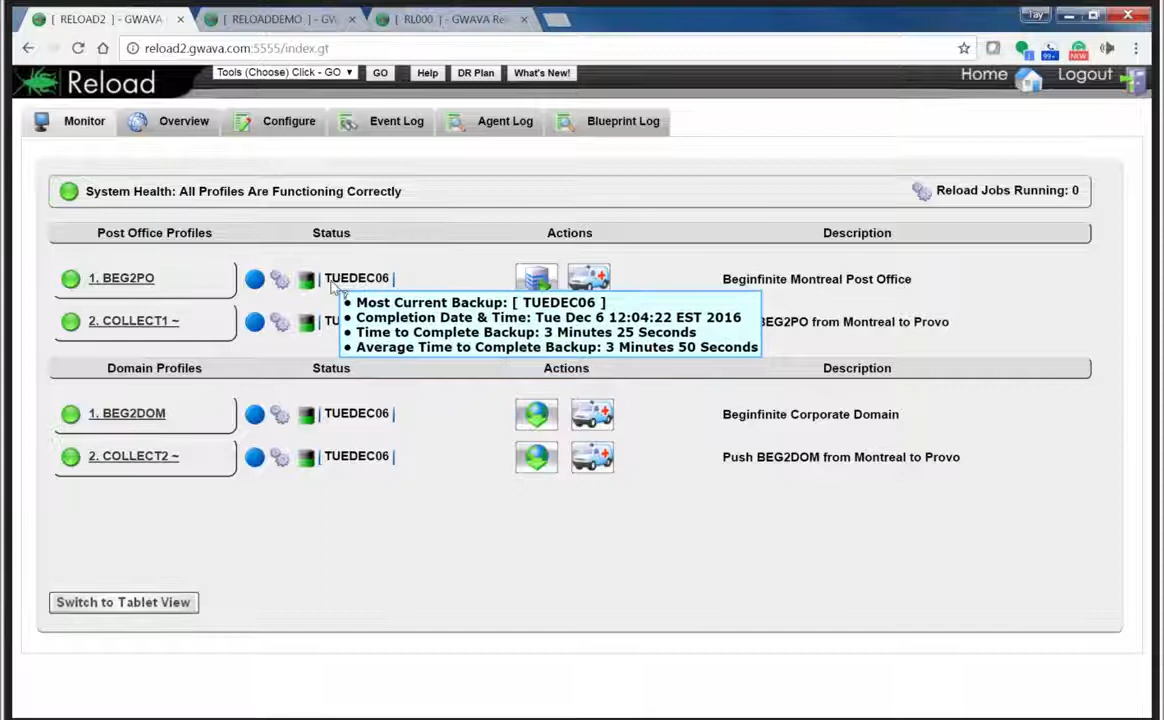 [ RELOAD2 ] - GWAVA
[ RELOADDEMO ] - GV
[ RL000 ] - GWAVA Re
Tay
reload2.gwava.com:5555/index.gt
99+
NEW
Reload
Tools (Choose) Click - GO
GO
Help
DR Plan
What's New!
Home
Logout
Monitor
Overview
Configure
Event Log
Agent Log
Blueprint Log
System Health: All Profiles Are Functioning Correctly
Reload Jobs Running: 0
Post Office Profiles
Status
Actions
Description
1. BEG2PO
TUEDEC06
Beginfinite Montreal Post Office
• Most Current Backup: [ TUEDEC06 ]
• Completion Date & Time: Tue Dec 6 12:04:22 EST 2016
• Time to Complete Backup: 3 Minutes 25 Seconds
• Average Time to Complete Backup: 3 Minutes 50 Seconds
2. COLLECT1 ~
TU
BEG2PO from Montreal to Provo
Domain Profiles
Status
Actions
Description
1. BEG2DOM
TUEDEC06
Beginfinite Corporate Domain
2. COLLECT2 ~
TUEDEC06
Push BEG2DOM from Montreal to Provo
Switch to Tablet View